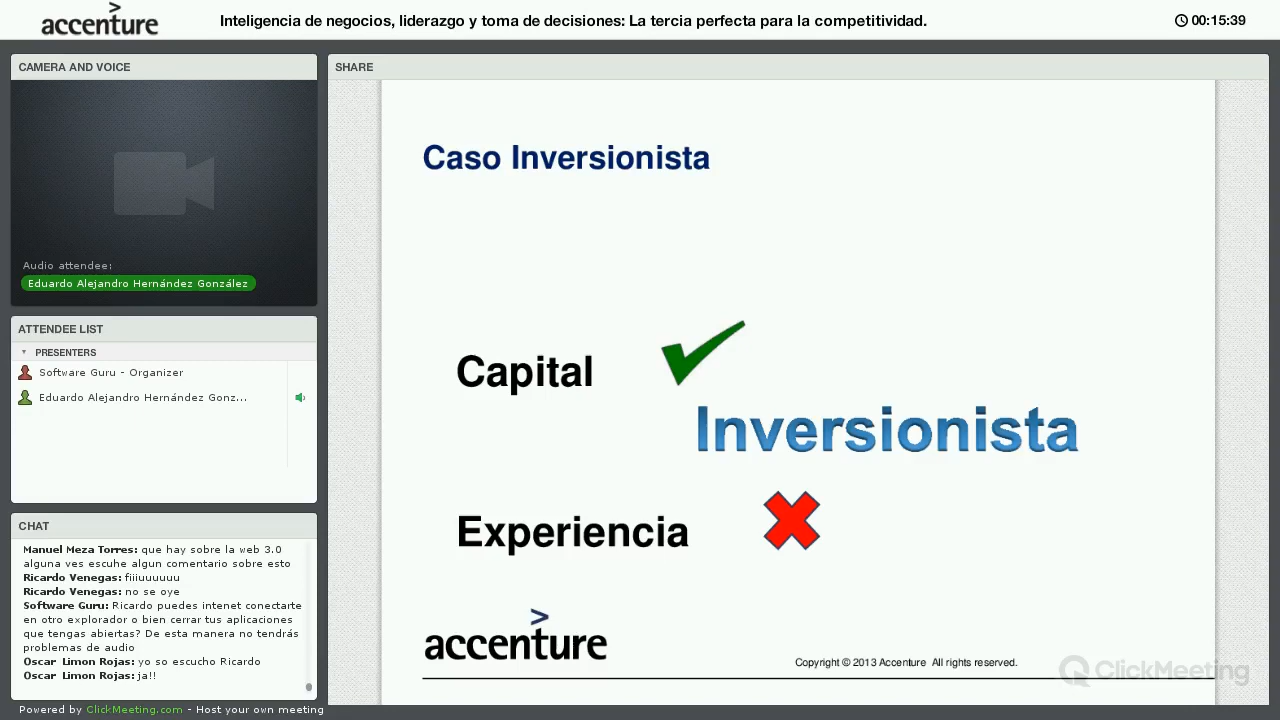 accenture
Inteligencia de negocios, liderazgo y toma de decisiones: La tercia perfecta para la competitividad.
00:15:39
CAMERA AND VOICE
Audio attendee:
Eduardo Alejandro Hernández González
ATTENDEE LIST
PRESENTERS
Software Guru - Organizer
Eduardo Alejandro Hernández Gonz...
CHAT
Manuel Meza Torres: que hay sobre la web 3.0
alguna ves escuhe algun comentario sobre esto
Ricardo Venegas: fiiiuuuuuu
Ricardo Venegas: no se oye
Software Guru: Ricardo puedes intenet conectarte
en otro explorador o bien cerrar tus aplicaciones
que tengas abiertas? De esta manera no tendrás
problemas de audio
Oscar Limon Rojas: yo so escucho Ricardo
Oscar Limon Rojas: ja!!
Powered by ClickMeeting.com - Host your own meeting
SHARE
Caso Inversionista
Capital
Inversionista
Experiencia
accenture
Copyright © 2013 Accenture All rights reserved.
ClickMeeting